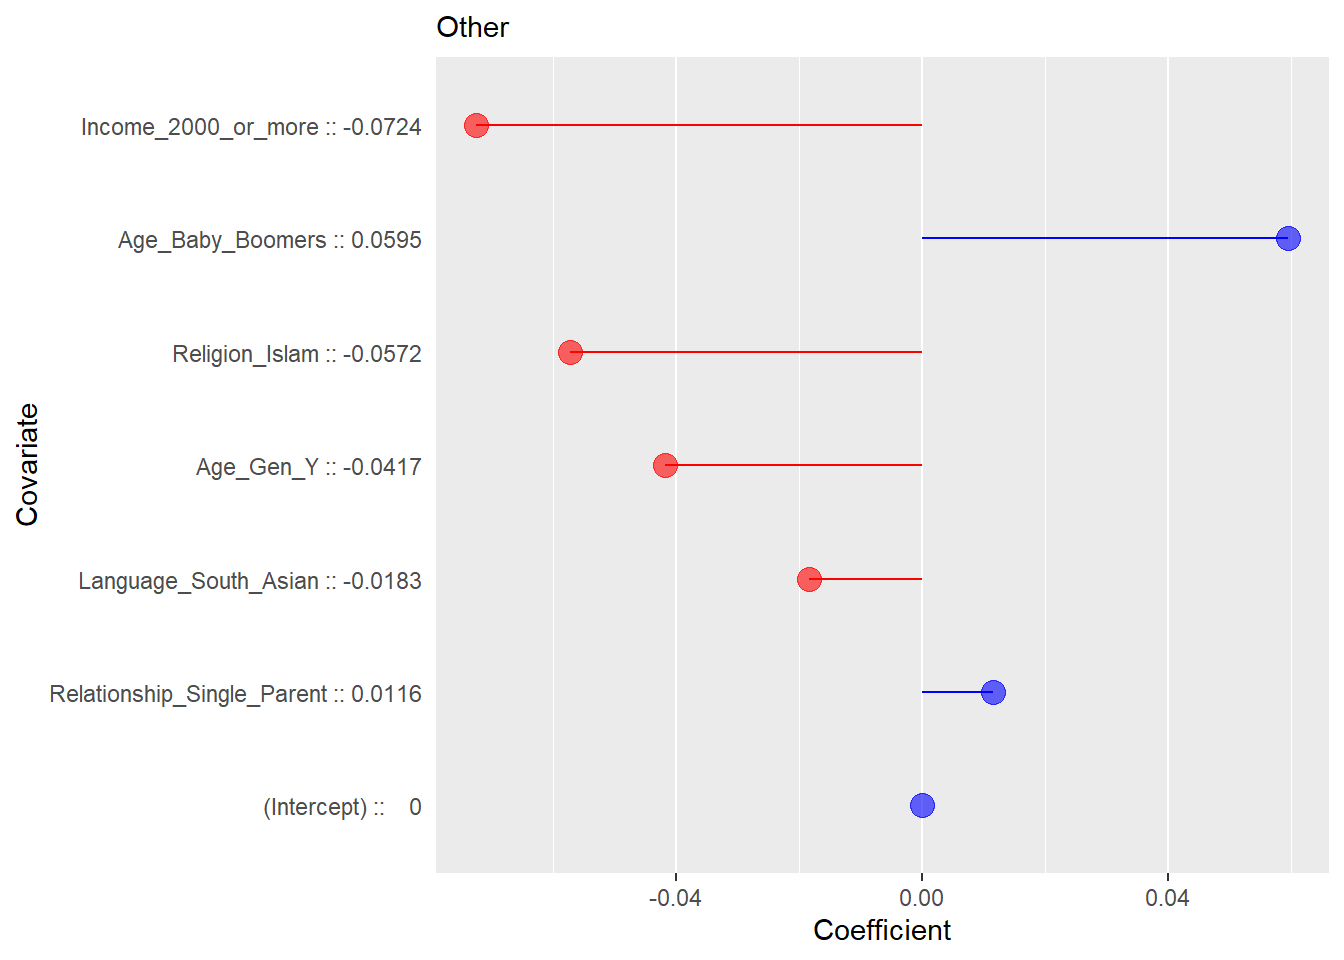 Other
Income_2000_or_more :: -0.0724
Age_Baby_Boomers :: 0.0595
Religion_Islam :: -0.0572
Age_Gen_Y :: -0.0417
Language_South_Asian :: -0.0183
Relationship_Single_Parent :: 0.0116
(Intercept) ::    0
Covariate
-0.04
0.00
0.04
Coefficient